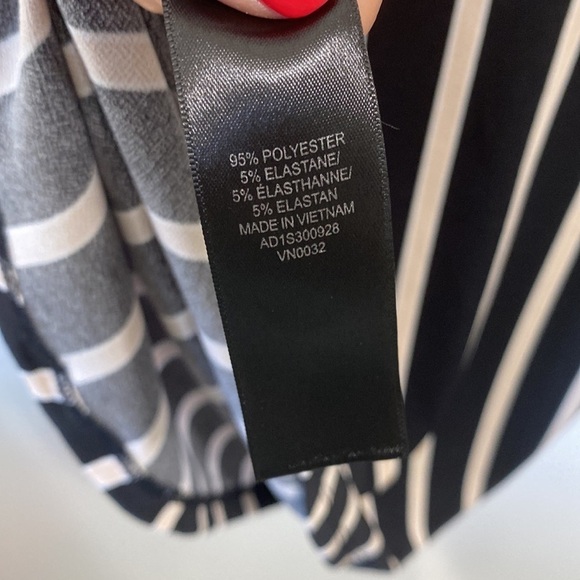 95% POLYESTER
5% ELASTANE/
5% ÉLASTHANNE/
5% ELASTAN
MADE IN VIETNAM
AD1S300928
VN0032